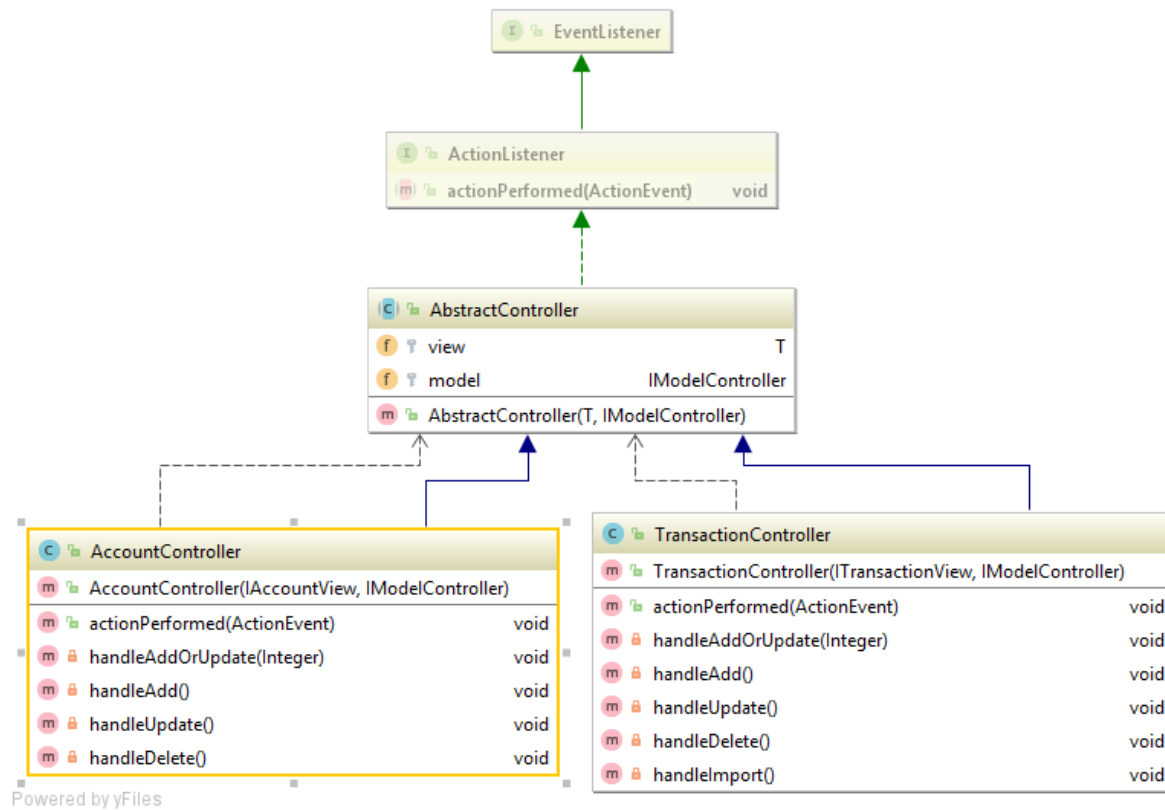 EventListener
ActionListener
actionPerformed(ActionEvent) void
AbstractController
view T
model IModelController
AbstractController(T, IModelController)
AccountController
AccountController(IAccountView, IModelController)
actionPerformed(ActionEvent) void
handleAddOrUpdate(Integer) void
handleAdd() void
handleUpdate() void
handleDelete() void
TransactionController
TransactionController(ITransactionView, IModelController)
actionPerformed(ActionEvent) void
handleAddOrUpdate(Integer) void
handleAdd() void
handleUpdate() void
handleDelete() void
handleImport() void
Powered by yFiles